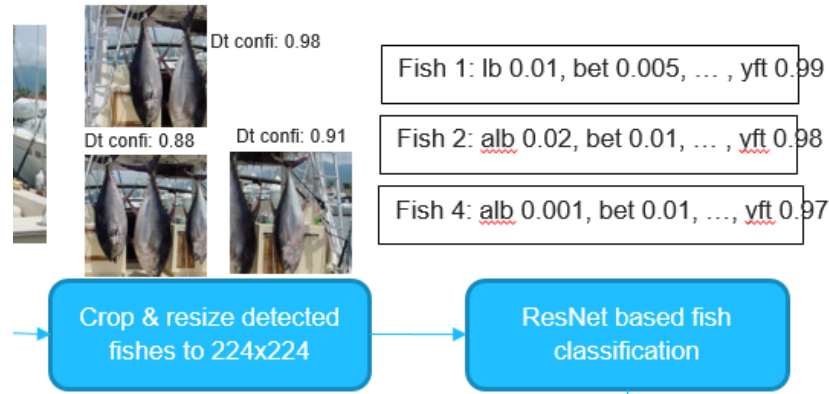 Dt confi: 0.98
Dt confi: 0.88
Dt confi: 0.91
Fish 1: lb 0.01, bet 0.005, … , yft 0.99
Fish 2: alb 0.02, bet 0.01, … , yft 0.98
Fish 4: alb 0.001, bet 0.01, …, yft 0.97
Crop & resize detected
fishes to 224x224
ResNet based fish
classification